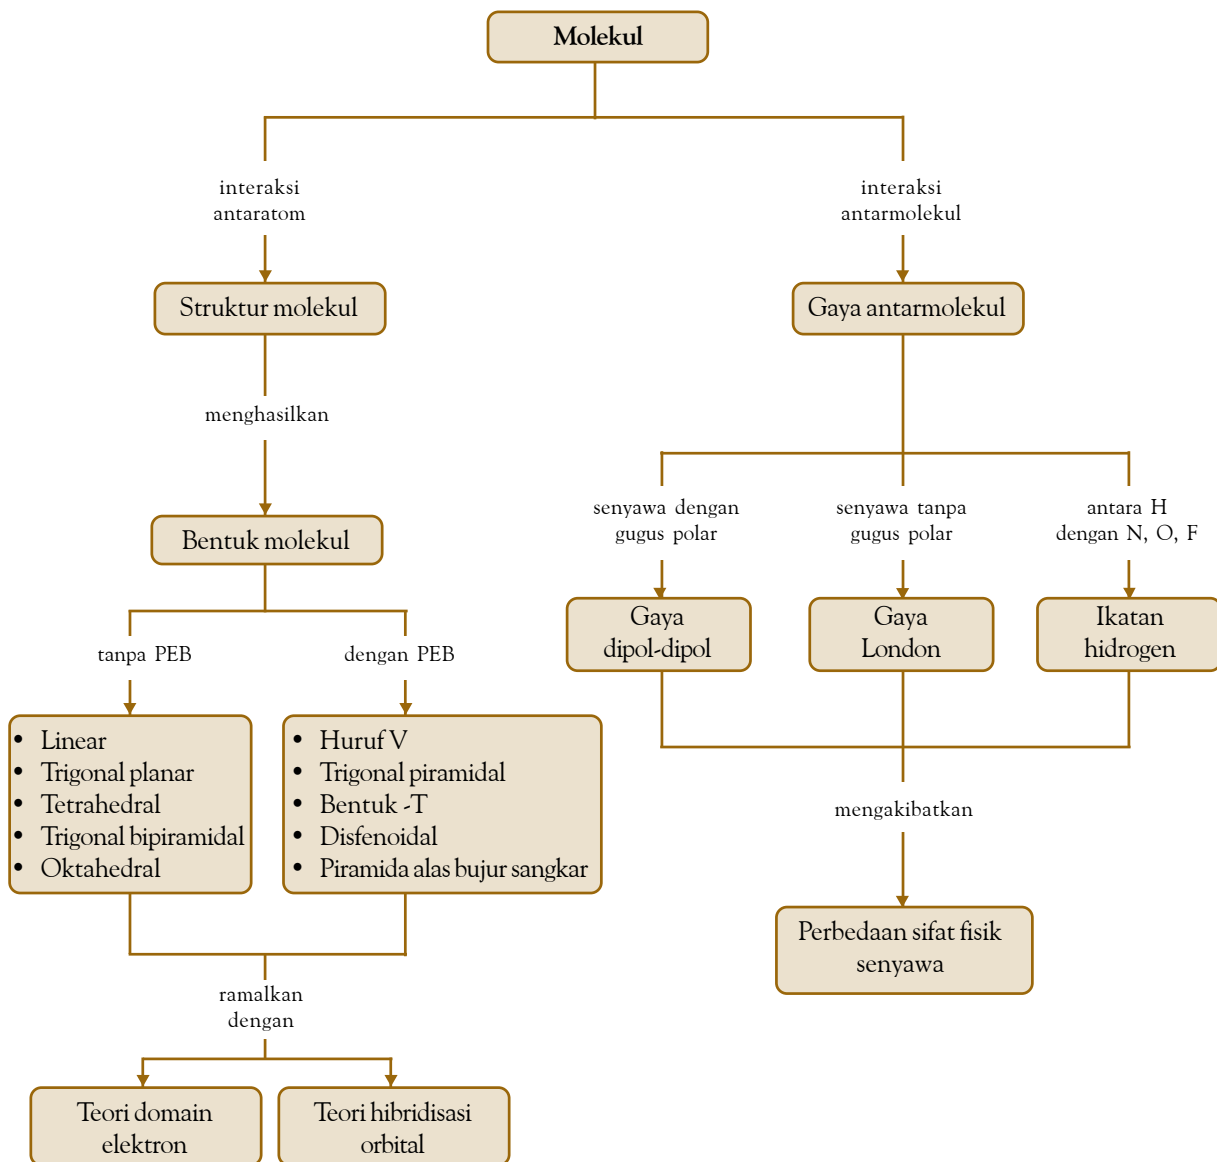 Molekul
interaksi
antaratom
interaksi
antarmolekul
Struktur molekul
Gaya antarmolekul
menghasilkan
senyawa dengan
gugus polar
senyawa tanpa
gugus polar
antara H
dengan N, O, F
Bentuk molekul
Gaya
dipol-dipol
Gaya
London
Ikatan
hidrogen
tanpa PEB
dengan PEB
• Linear
• Trigonal planar
• Tetrahedral
• Trigonal bipiramidal
• Oktahedral
• Huruf V
• Trigonal piramidal
• Bentuk -T
• Disfenoidal
• Piramida alas bujur sangkar
mengakibatkan
Perbedaan sifat fisik
senyawa
ramalkan
dengan
Teori domain
elektron
Teori hibridisasi
orbital